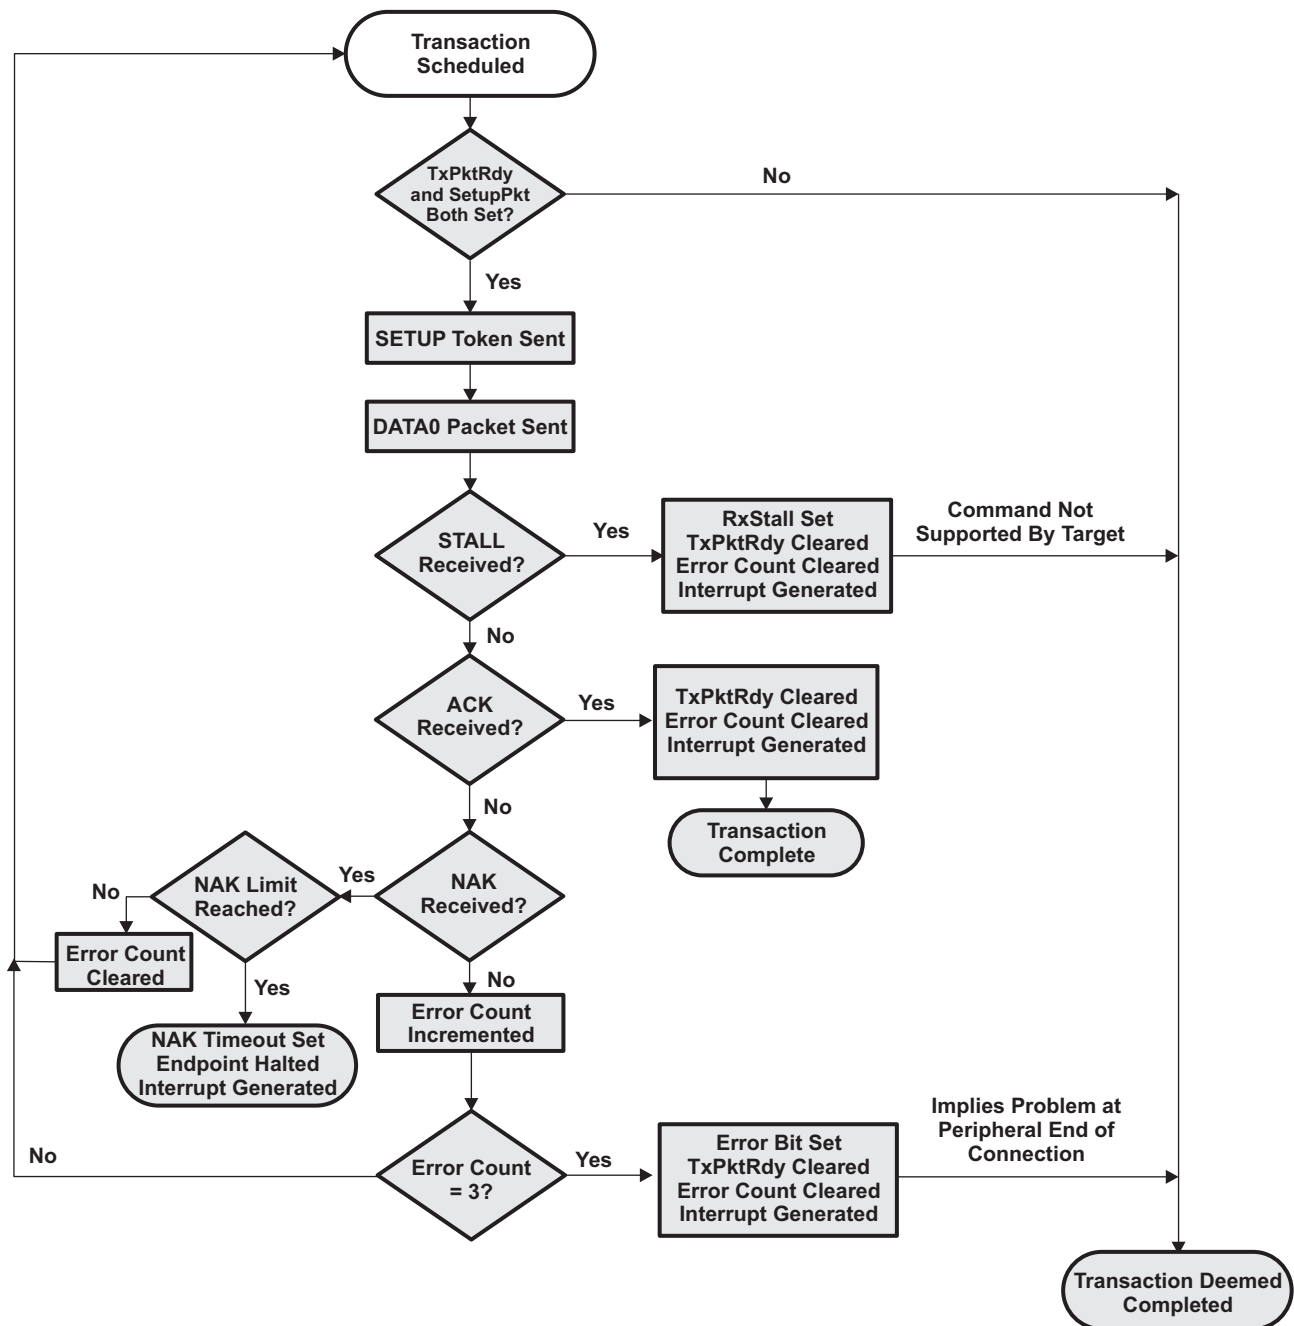 Transaction
Scheduled
TxPktRdy
and SetupPkt
Both Set?
No
Yes
SETUP Token Sent
DATA0 Packet Sent
STALL
Received?
Yes
RxStall Set
TxPktRdy Cleared
Error Count Cleared
Interrupt Generated
Command Not
Supported By Target
No
ACK
Received?
Yes
TxPktRdy Cleared
Error Count Cleared
Interrupt Generated
No
Transaction
Complete
NAK
Received?
Yes
NAK Limit
Reached?
No
Error Count
Cleared
Yes
NAK Timeout Set
Endpoint Halted
Interrupt Generated
No
Error Count
Incremented
Error Count
= 3?
No
Yes
Error Bit Set
TxPktRdy Cleared
Error Count Cleared
Interrupt Generated
Implies Problem at
Peripheral End of
Connection
Transaction Deemed
Completed